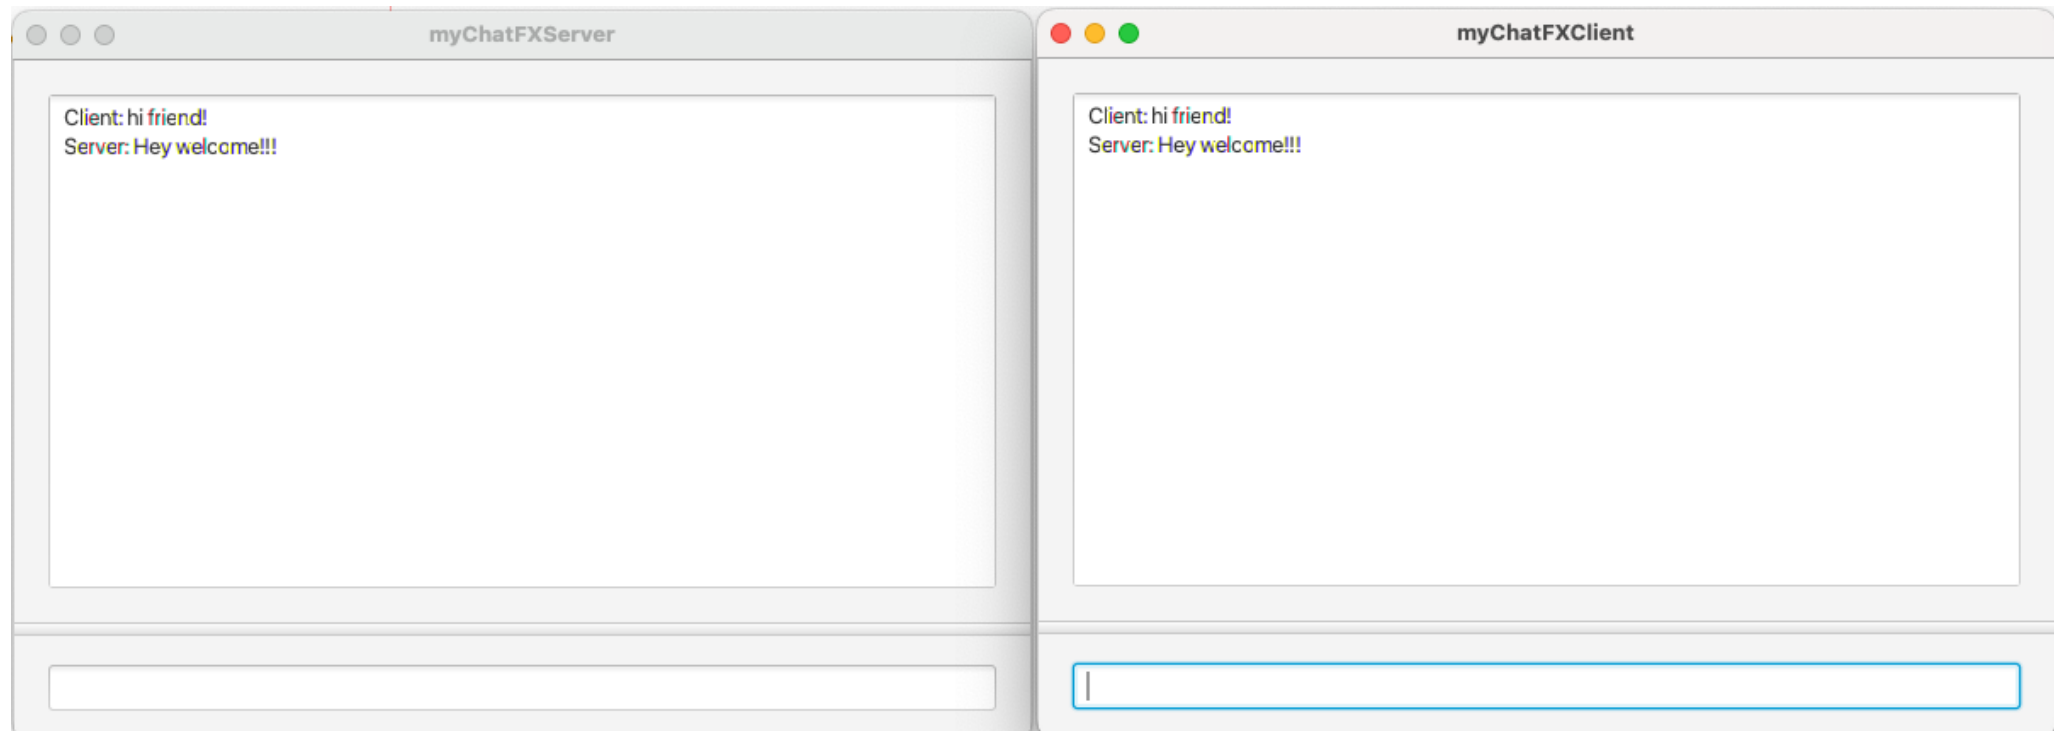 myChatFXServer
Client: hi friend!
Server: Hey welcome!!!
myChatFXClient
Client: hi friend!
Server: Hey welcome!!!